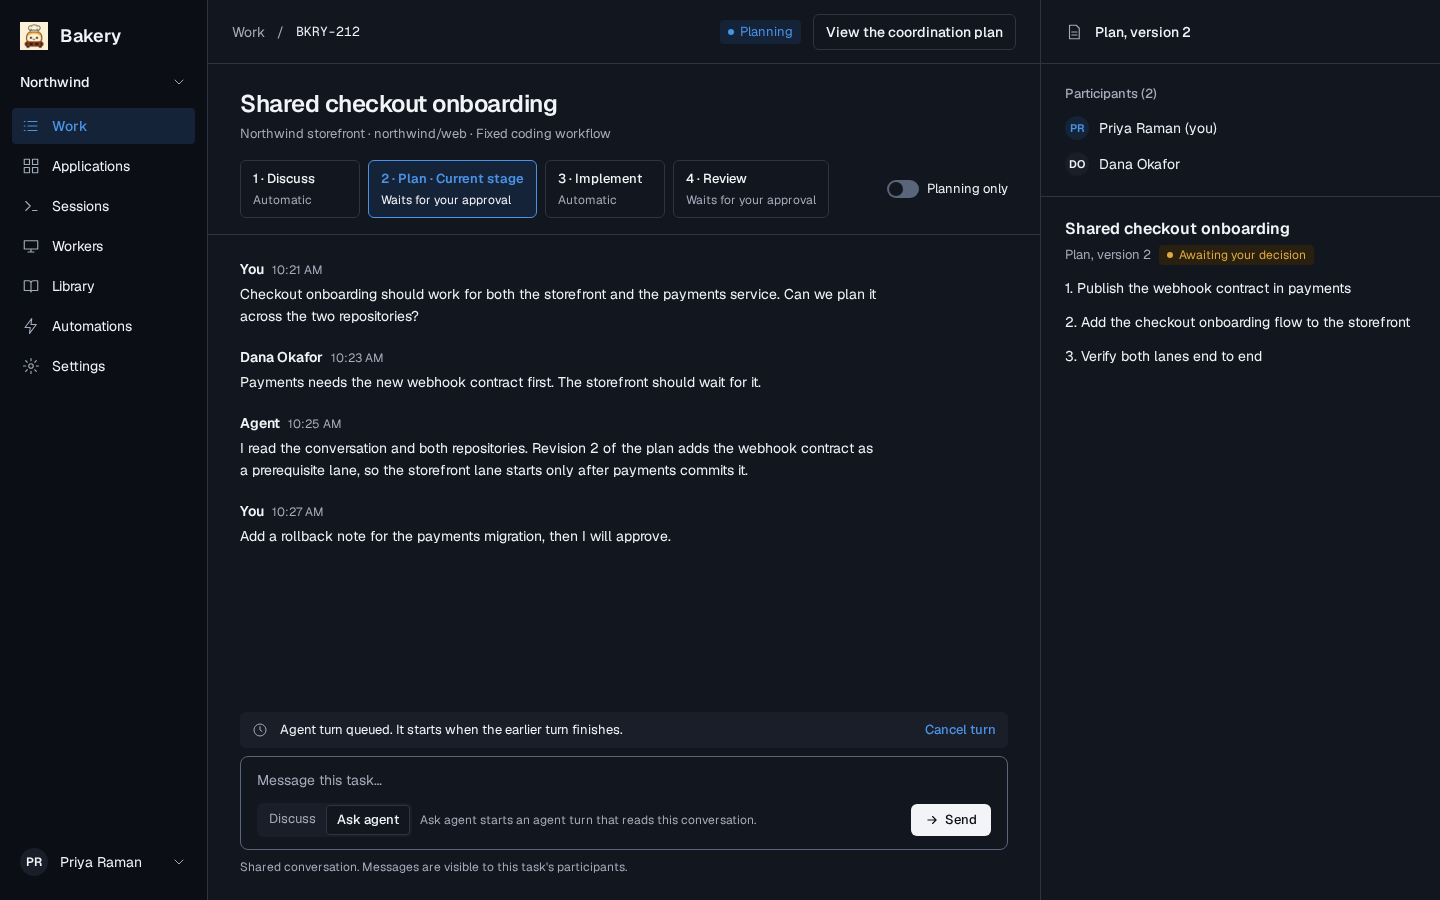 Bakery
Northwind
Work
Applications
Sessions
Workers
Library
Automations
Settings
PR Priya Raman
Work / BKRY-212
Planning
View the coordination plan
Shared checkout onboarding
Northwind storefront · northwind/web · Fixed coding workflow
1 · Discuss
Automatic
2 · Plan · Current stage
Waits for your approval
3 · Implement
Automatic
4 · Review
Waits for your approval
Planning only
You 10:21 AM
Checkout onboarding should work for both the storefront and the payments service. Can we plan it
across the two repositories?
Dana Okafor 10:23 AM
Payments needs the new webhook contract first. The storefront should wait for it.
Agent 10:25 AM
I read the conversation and both repositories. Revision 2 of the plan adds the webhook contract as
a prerequisite lane, so the storefront lane starts only after payments commits it.
You 10:27 AM
Add a rollback note for the payments migration, then I will approve.
Agent turn queued. It starts when the earlier turn finishes.
Cancel turn
Message this task...
Discuss
Ask agent
Ask agent starts an agent turn that reads this conversation.
Send
Shared conversation. Messages are visible to this task's participants.
Plan, version 2
Participants (2)
PR Priya Raman (you)
DO Dana Okafor
Shared checkout onboarding
Plan, version 2
Awaiting your decision
1. Publish the webhook contract in payments
2. Add the checkout onboarding flow to the storefront
3. Verify both lanes end to end